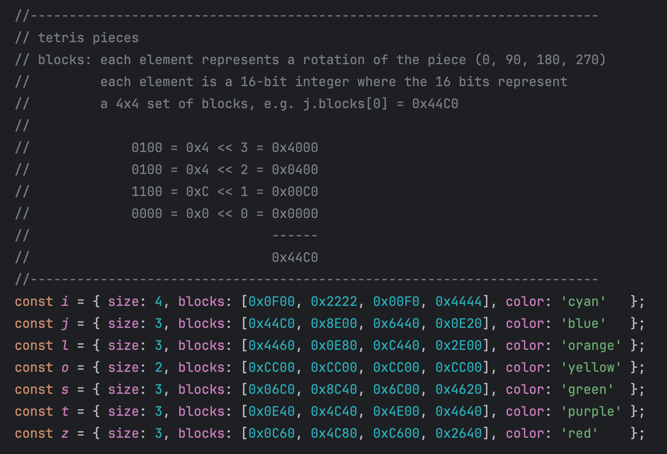 //----------------------------------------------------------------------
// tetris pieces
// blocks: each element represents a rotation of the piece (0, 90, 180, 270)
//         each element is a 16-bit integer where the 16 bits represent
//         a 4x4 set of blocks, e.g. j.blocks[0] = 0x44C0
//
//             0100 = 0x4 << 3 = 0x4000
//             0100 = 0x4 << 2 = 0x0400
//             1100 = 0xC << 1 = 0x00C0
//             0000 = 0x0 << 0 = 0x0000
//                               ------
//                               0x44C0
//----------------------------------------------------------------------
const i = { size: 4, blocks: [0x0F00, 0x2222, 0x00F0, 0x4444], color: 'cyan'   };
const j = { size: 3, blocks: [0x44C0, 0x8E00, 0x6440, 0x0E20], color: 'blue'   };
const l = { size: 3, blocks: [0x4460, 0x0E80, 0xC440, 0x2E00], color: 'orange' };
const o = { size: 2, blocks: [0xCC00, 0xCC00, 0xCC00, 0xCC00], color: 'yellow' };
const s = { size: 3, blocks: [0x06C0, 0x8C40, 0x6C00, 0x4620], color: 'green'  };
const t = { size: 3, blocks: [0x0E40, 0x4C40, 0x4E00, 0x4640], color: 'purple' };
const z = { size: 3, blocks: [0x0C60, 0x4C80, 0xC600, 0x2640], color: 'red'    };